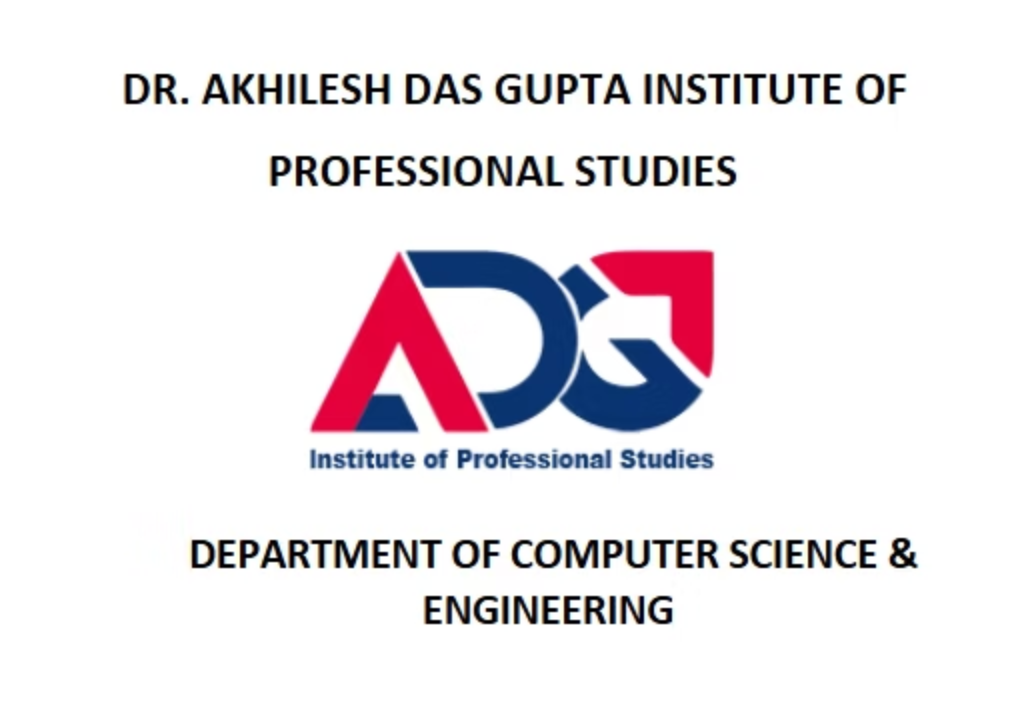 DR. AKHILESH DAS GUPTA INSTITUTE OF
PROFESSIONAL STUDIES
ADG
Institute of Professional Studies
DEPARTMENT OF COMPUTER SCIENCE &
ENGINEERING